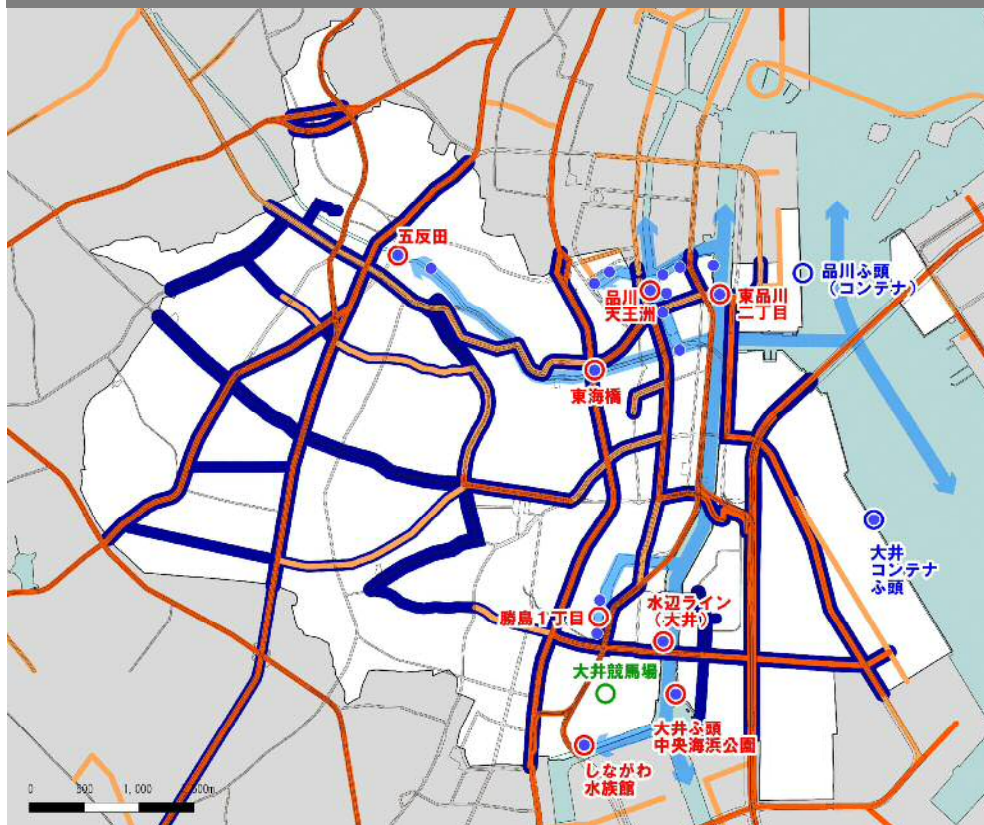 五反田
品川
天王洲
東品川
二丁目
品川ふ頭
(コンテナ)
東海橋
大井
コンテナ
ふ頭
勝島1丁目
水辺ライン
(大井)
大井競馬場
大井ふ頭
中央海浜公園
しながわ
水族館
0 500 1,000